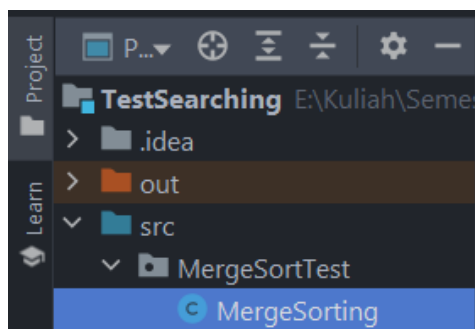 Project
Learn
P...
TestSearching E:\Kuliah\Semes
.idea
out
src
MergeSortTest
C MergeSorting